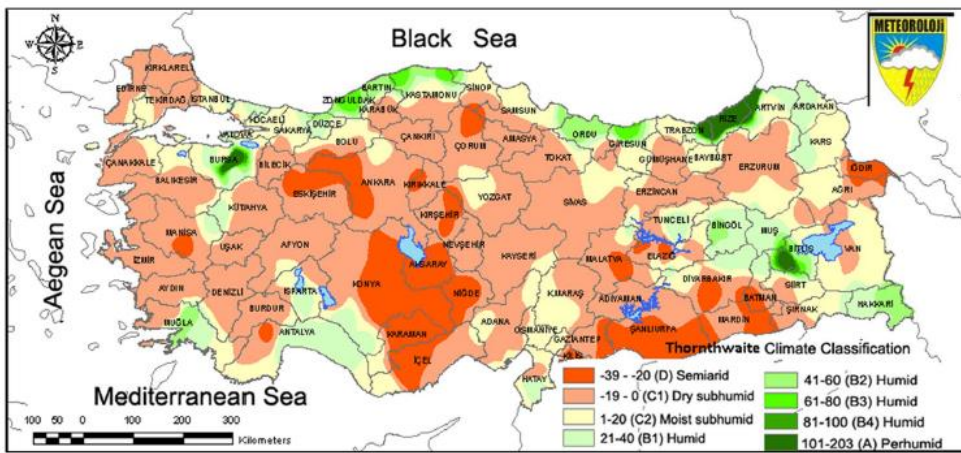 METEOROLOJİ
N
W E
S
Black Sea
Aegean Sea
Mediterranean Sea
KIRKLARELİ
EDİRNE
TEKİRDAĞ
İSTANBUL
KOCAELİ
YALOVA
SAKARYA
DÜZCE
ZONGULDAK
BARTIN
KARABÜK
KASTAMONU
SİNOP
SAMSUN
ORDU
GİRESUN
TRABZON
RİZE
ARTVİN
ARDAHAN
KARS
ÇANAKKALE
BALIKESİR
BURSA
BİLECİK
BOLU
ÇANKIRI
ÇORUM
AMASYA
TOKAT
GÜMÜŞHANE
BAYBURT
ERZURUM
IĞDIR
AĞRI
ESKİŞEHİR
ANKARA
KIRIKKALE
YOZGAT
SİVAS
ERZİNCAN
KÜTAHYA
KIRŞEHİR
TUNCELİ
BİNGÖL
MUŞ
BİTLİS
VAN
MANİSA
İZMİR
UŞAK
AFYON
AKSARAY
NEVŞEHİR
KAYSERİ
MALATYA
ELAZIĞ
DİYARBAKIR
SİİRT
BATMAN
AYDIN
DENİZLİ
ISPARTA
KONYA
NİĞDE
K.MARAŞ
ADIYAMAN
MARDİN
ŞIRNAK
HAKKARİ
MUĞLA
BURDUR
ANTALYA
KARAMAN
İÇEL
ADANA
OSMANİYE
GAZİANTEP
KİLİS
ŞANLIURFA
HATAY
Thornthwaite Climate Classification
-39 - -20 (D) Semiarid
-19 - 0 (C1) Dry subhumid
1-20 (C2) Moist subhumid
21-40 (B1) Humid
41-60 (B2) Humid
61-80 (B3) Humid
81-100 (B4) Humid
101-203 (A) Perhumid
100 50 0 100 200 300
Kilometers